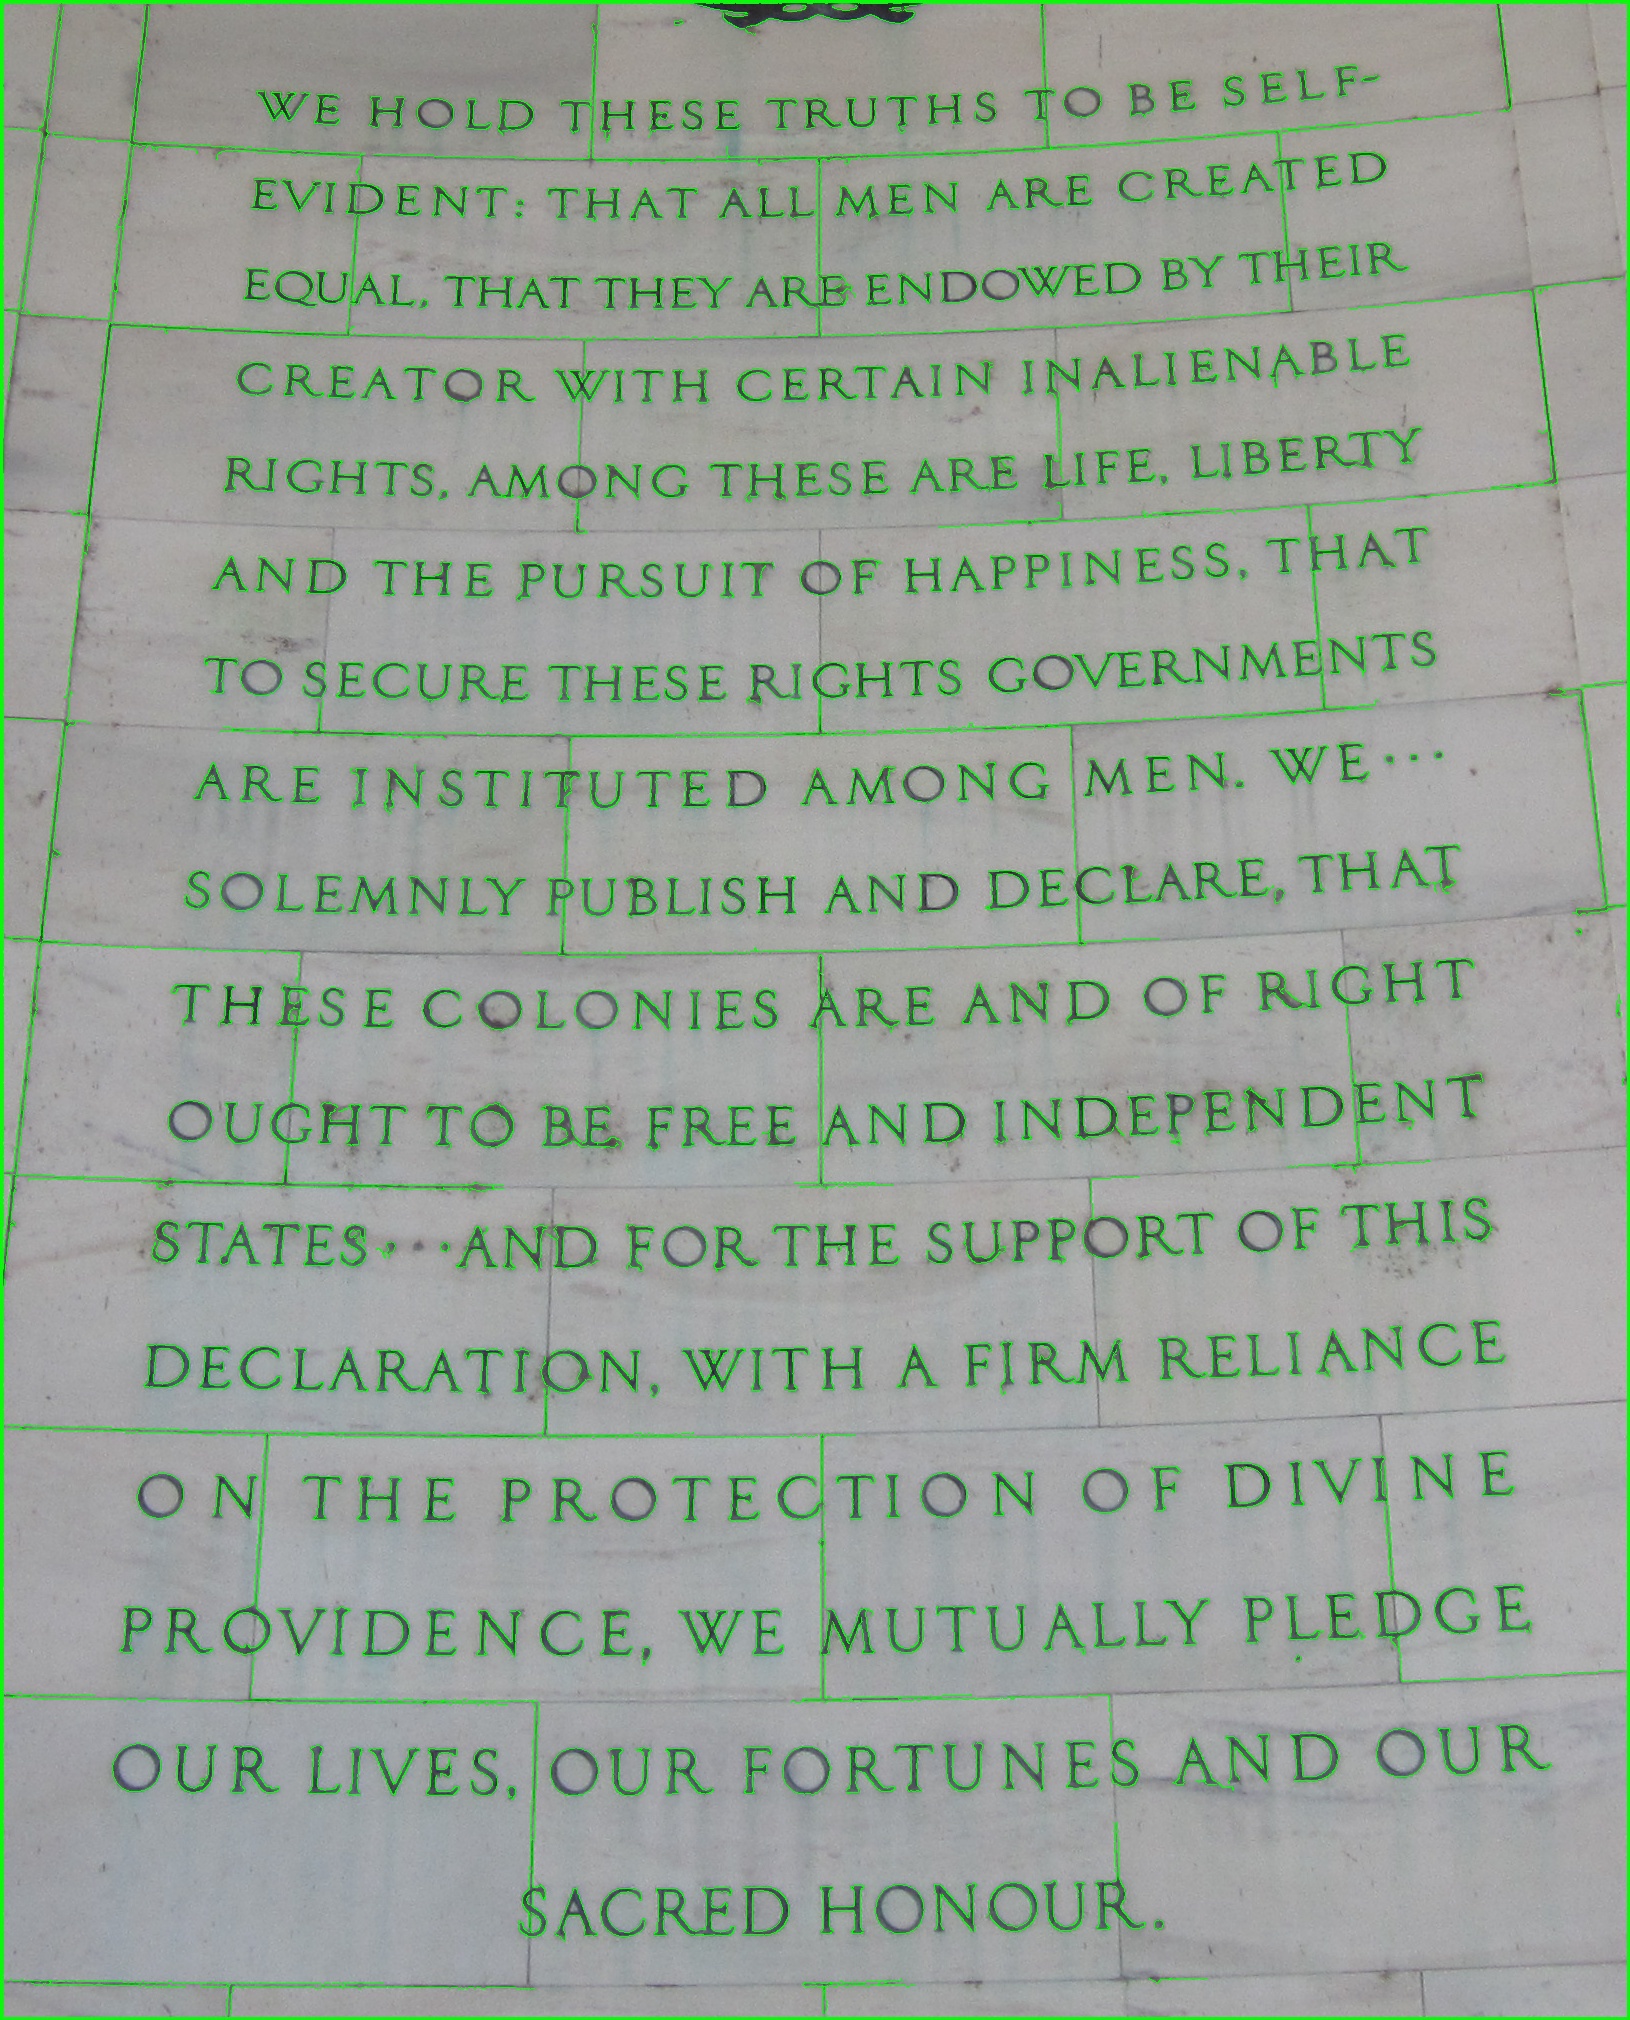 WE HOLD THESE TRUTHS TO BE SELF-
EVIDENT: THAT ALL MEN ARE CREATED
EQUAL, THAT THEY ARE ENDOWED BY THEIR
CREATOR WITH CERTAIN INALIENABLE
RIGHTS, AMONG THESE ARE LIFE, LIBERTY
AND THE PURSUIT OF HAPPINESS, THAT
TO SECURE THESE RIGHTS GOVERNMENTS
ARE INSTITUTED AMONG MEN. WE···
SOLEMNLY PUBLISH AND DECLARE, THAT
THESE COLONIES ARE AND OF RIGHT
OUGHT TO BE FREE AND INDEPENDENT
STATES···AND FOR THE SUPPORT OF THIS
DECLARATION, WITH A FIRM RELIANCE
ON THE PROTECTION OF DIVINE
PROVIDENCE, WE MUTUALLY PLEDGE
OUR LIVES, OUR FORTUNES AND OUR
SACRED HONOUR.